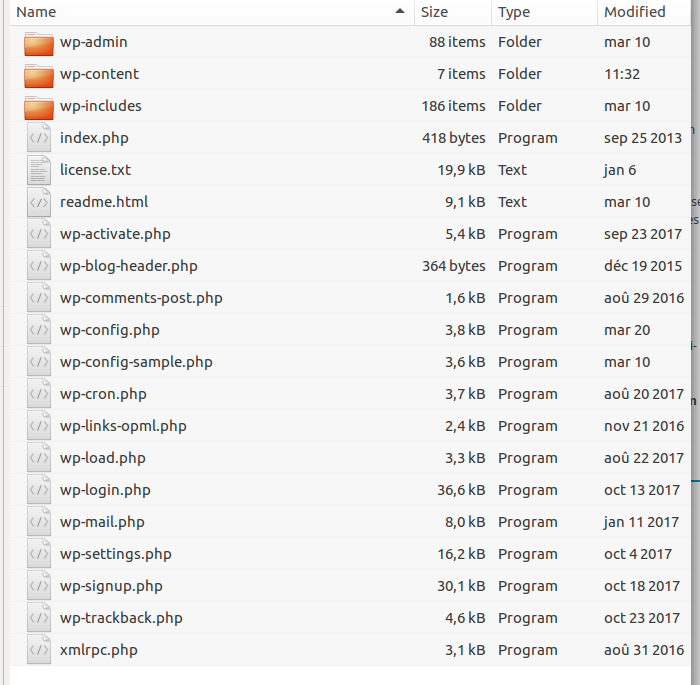 Name Size Type Modified
wp-admin 88 items Folder mar 10
wp-content 7 items Folder 11:32
wp-includes 186 items Folder mar 10
index.php 418 bytes Program sep 25 2013
license.txt 19,9 kB Text jan 6
readme.html 9,1 kB Text mar 10
wp-activate.php 5,4 kB Program sep 23 2017
wp-blog-header.php 364 bytes Program déc 19 2015
wp-comments-post.php 1,6 kB Program aoû 29 2016
wp-config.php 3,8 kB Program mar 20
wp-config-sample.php 3,6 kB Program mar 10
wp-cron.php 3,7 kB Program aoû 20 2017
wp-links-opml.php 2,4 kB Program nov 21 2016
wp-load.php 3,3 kB Program aoû 22 2017
wp-login.php 36,6 kB Program oct 13 2017
wp-mail.php 8,0 kB Program jan 11 2017
wp-settings.php 16,2 kB Program oct 4 2017
wp-signup.php 30,1 kB Program oct 18 2017
wp-trackback.php 4,6 kB Program oct 23 2017
xmlrpc.php 3,1 kB Program aoû 31 2016